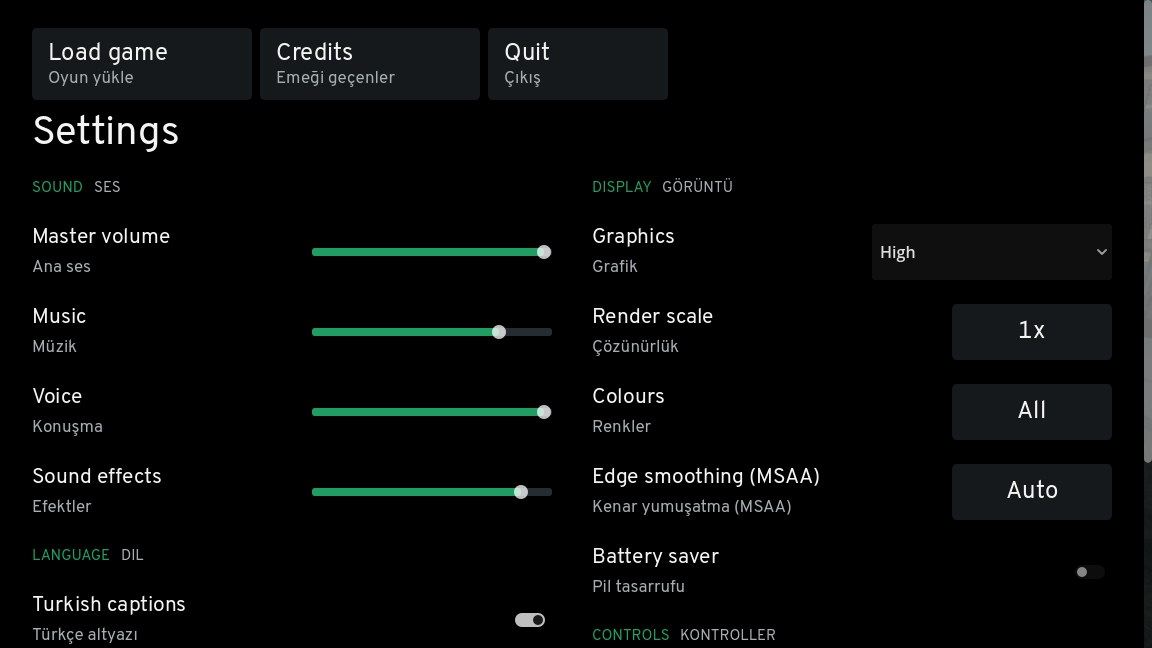 Load game
Oyun yükle
Credits
Emeği geçenler
Quit
Çıkış
Settings
SOUND SES
Master volume
Ana ses
Music
Müzik
Voice
Konuşma
Sound effects
Efektler
LANGUAGE DIL
Turkish captions
Türkçe altyazı
DISPLAY GÖRÜNTÜ
Graphics
Grafik
High
Render scale
Çözünürlük
1x
Colours
Renkler
All
Edge smoothing (MSAA)
Kenar yumuşatma (MSAA)
Auto
Battery saver
Pil tasarrufu
CONTROLS KONTROLLER